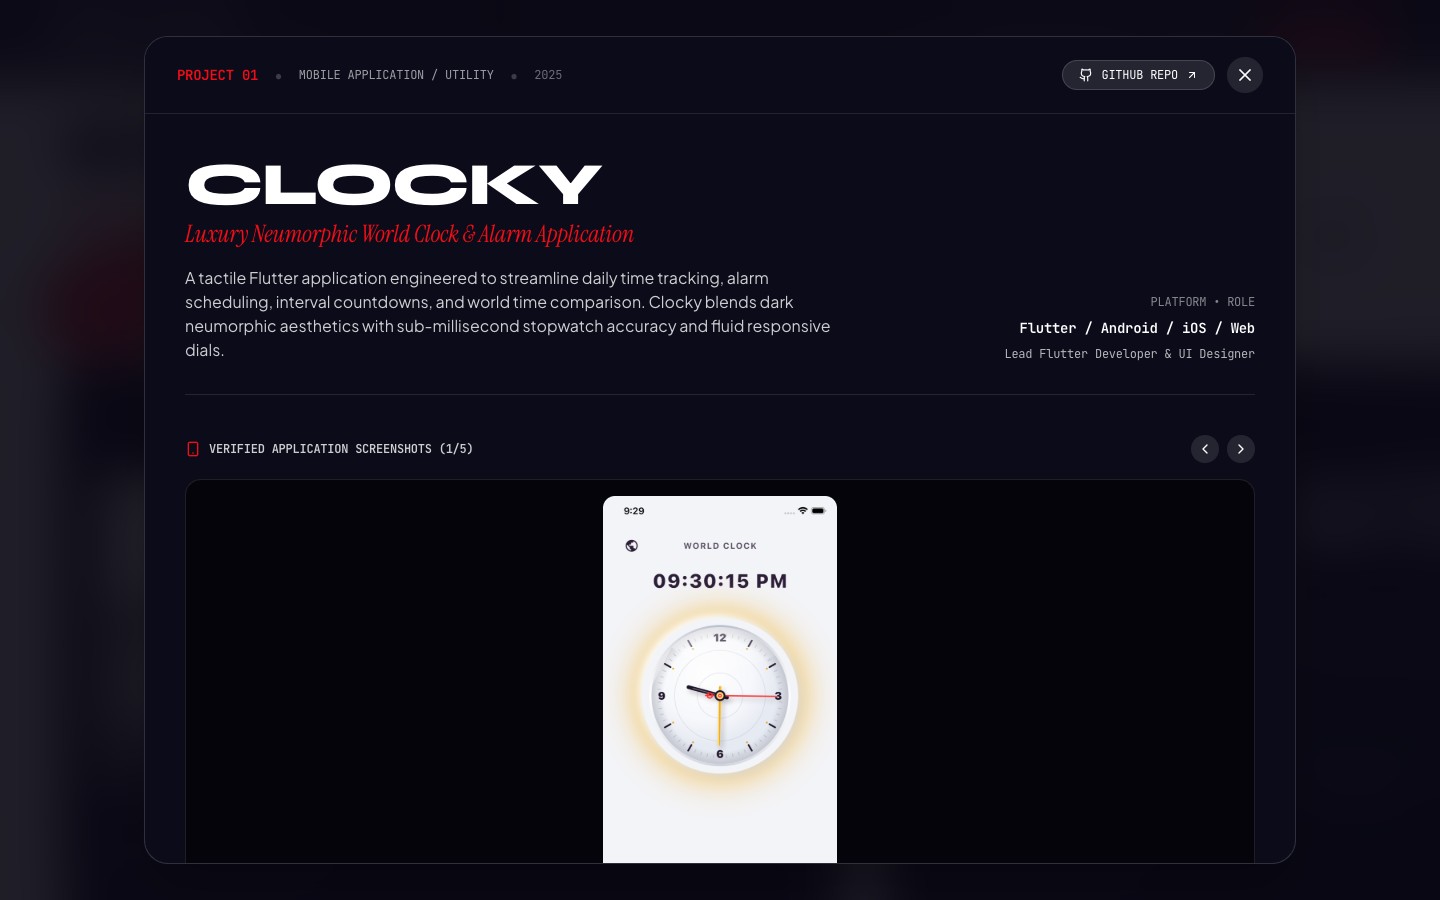 PROJECT 01 • MOBILE APPLICATION / UTILITY • 2025
GITHUB REPO
CLOCKY
Luxury Neumorphic World Clock & Alarm Application
A tactile Flutter application engineered to streamline daily time tracking, alarm
scheduling, interval countdowns, and world time comparison. Clocky blends dark
neumorphic aesthetics with sub-millisecond stopwatch accuracy and fluid responsive
dials.
PLATFORM • ROLE
Flutter / Android / iOS / Web
Lead Flutter Developer & UI Designer
VERIFIED APPLICATION SCREENSHOTS (1/5)
9:29
WORLD CLOCK
09:30:15 PM
12
9
3
6